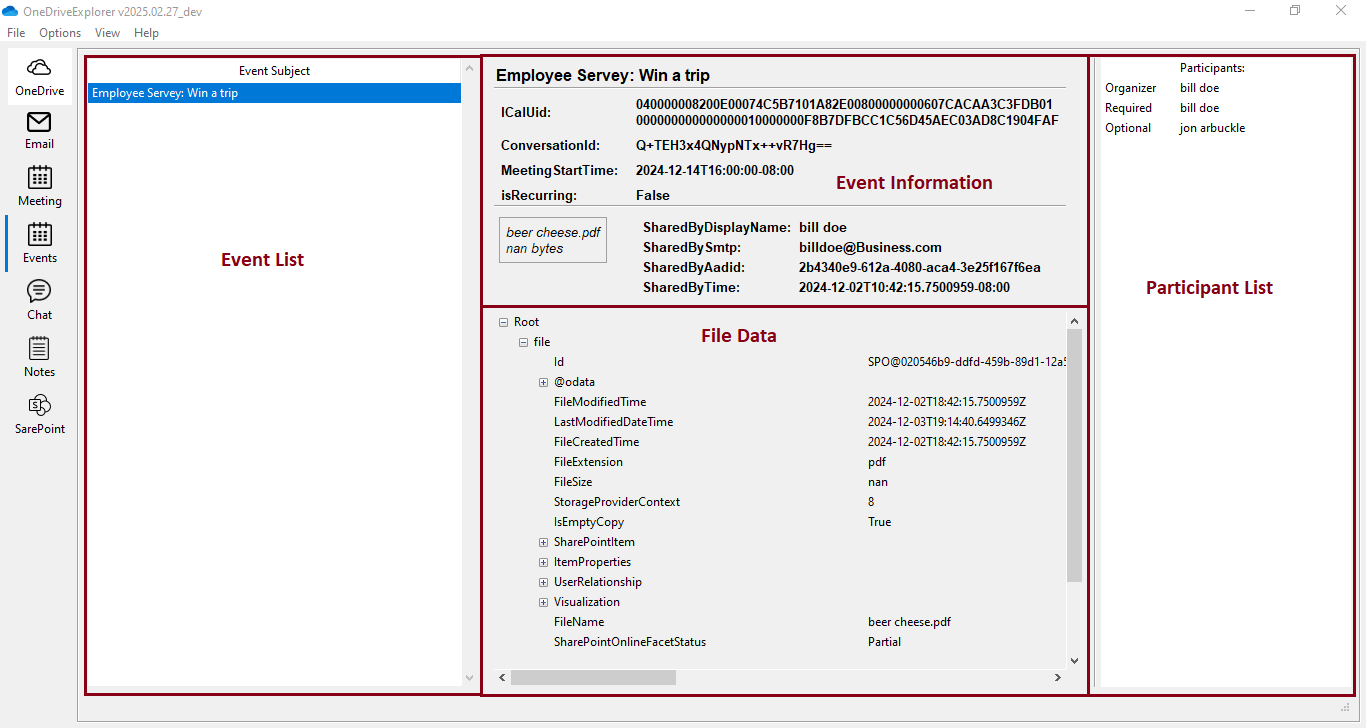 OneDriveExplorer v2025.02.27_dev
File Options View Help
OneDrive
Email
Meeting
Events
Chat
Notes
SarePoint
Event Subject
Employee Servey: Win a trip
Event List
Employee Servey: Win a trip
ICalUid:
040000008200E00074C5B7101A82E00800000000607CACAA3C3FDB01
000000000000000010000000F8B7DFBCC1C56D45AEC03AD8C1904FAF
ConversationId: Q+TEH3x4QNypNTx++vR7Hg==
MeetingStartTime: 2024-12-14T16:00:00-08:00
Event Information
isRecurring: False
beer cheese.pdf
nan bytes
SharedByDisplayName: bill doe
SharedBySmtp: billdoe@Business.com
SharedByAadid: 2b4340e9-612a-4080-aca4-3e25f167f6ea
SharedByTime: 2024-12-02T10:42:15.7500959-08:00
File Data
Root
file
Id SPO@020546b9-ddfd-459b-89d1-12a5
@odata
FileModifiedTime 2024-12-02T18:42:15.7500959Z
LastModifiedDateTime 2024-12-03T19:14:40.6499346Z
FileCreatedTime 2024-12-02T18:42:15.7500959Z
FileExtension pdf
FileSize nan
StorageProviderContext 8
IsEmptyCopy True
SharePointItem
ItemProperties
UserRelationship
Visualization
FileName beer cheese.pdf
SharePointOnlineFacetStatus Partial
Participants:
Organizer bill doe
Required bill doe
Optional jon arbuckle
Participant List